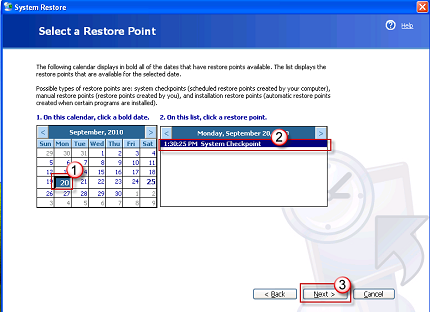 System Restore
Select a Restore Point
Help
The following calendar displays in bold all of the dates that have restore points available. The list displays
the restore points that are available for the selected date.
Possible types of restore points are: system checkpoints (scheduled restore points created by your computer),
manual restore points (restore points created by you), and installation restore points (automatic restore points
created when certain programs are installed).
1. On this calendar, click a bold date.
2. On this list, click a restore point.
< September, 2010 >
Sun Mon Tue Wed Thu Fri Sat
29 30 31 1 2 3 4
5 6 7 8 9 10 11
12 14 15 16 17 18
20 21 22 23 24 25
26 27 28 29 30 1 2
3 4 5 6 7 8 9
1
< Monday, September 20, >
2
1:30:25 PM System Checkpoint
< Back
Next >
3
Cancel